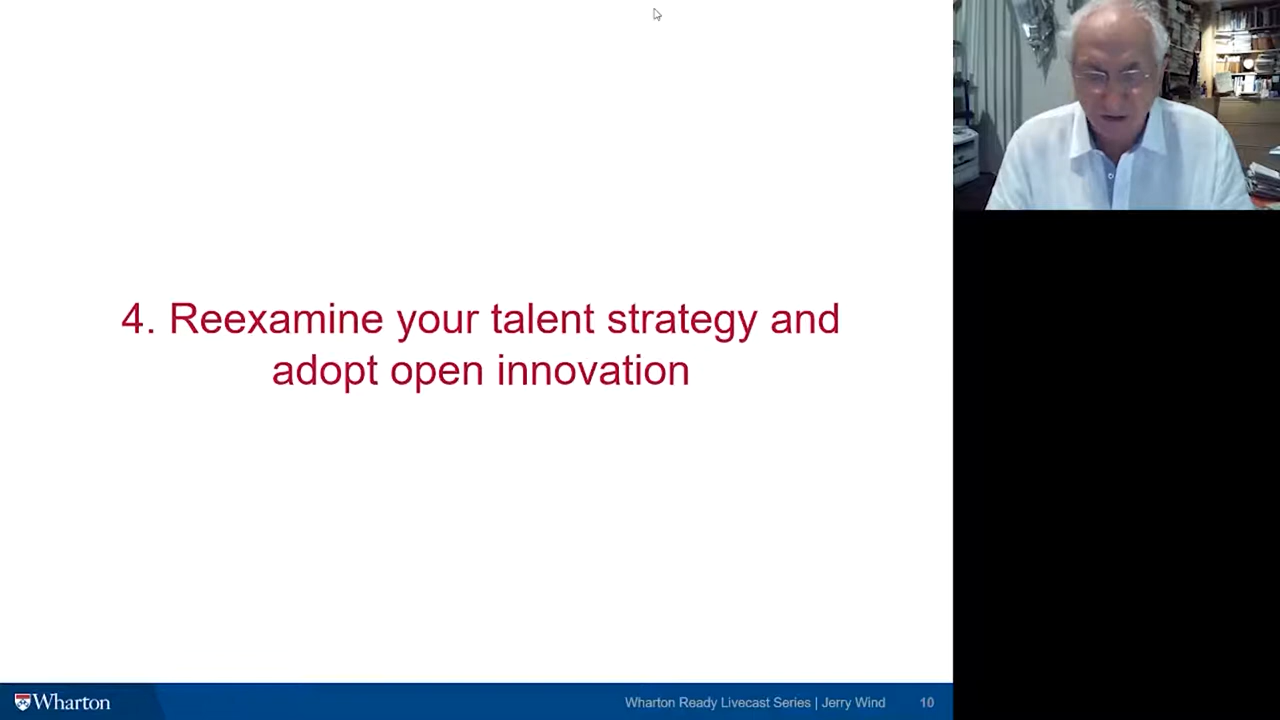 4. Reexamine your talent strategy and
adopt open innovation
Wharton
Wharton Ready Livecast Series | Jerry Wind
10